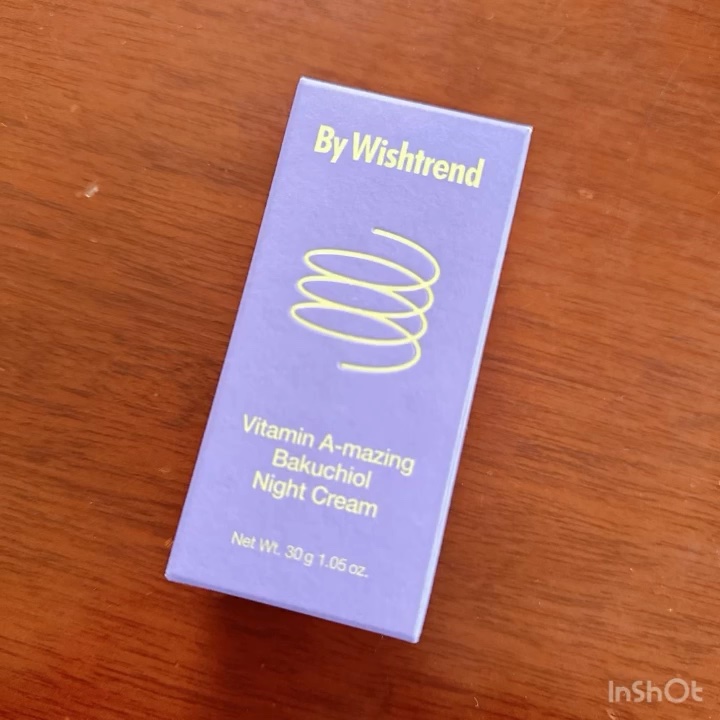 By Wishtrend
Vitamin A-mazing
Bakuchiol
Night Cream
Net Wt. 30 g 1.05 oz.
InShOt